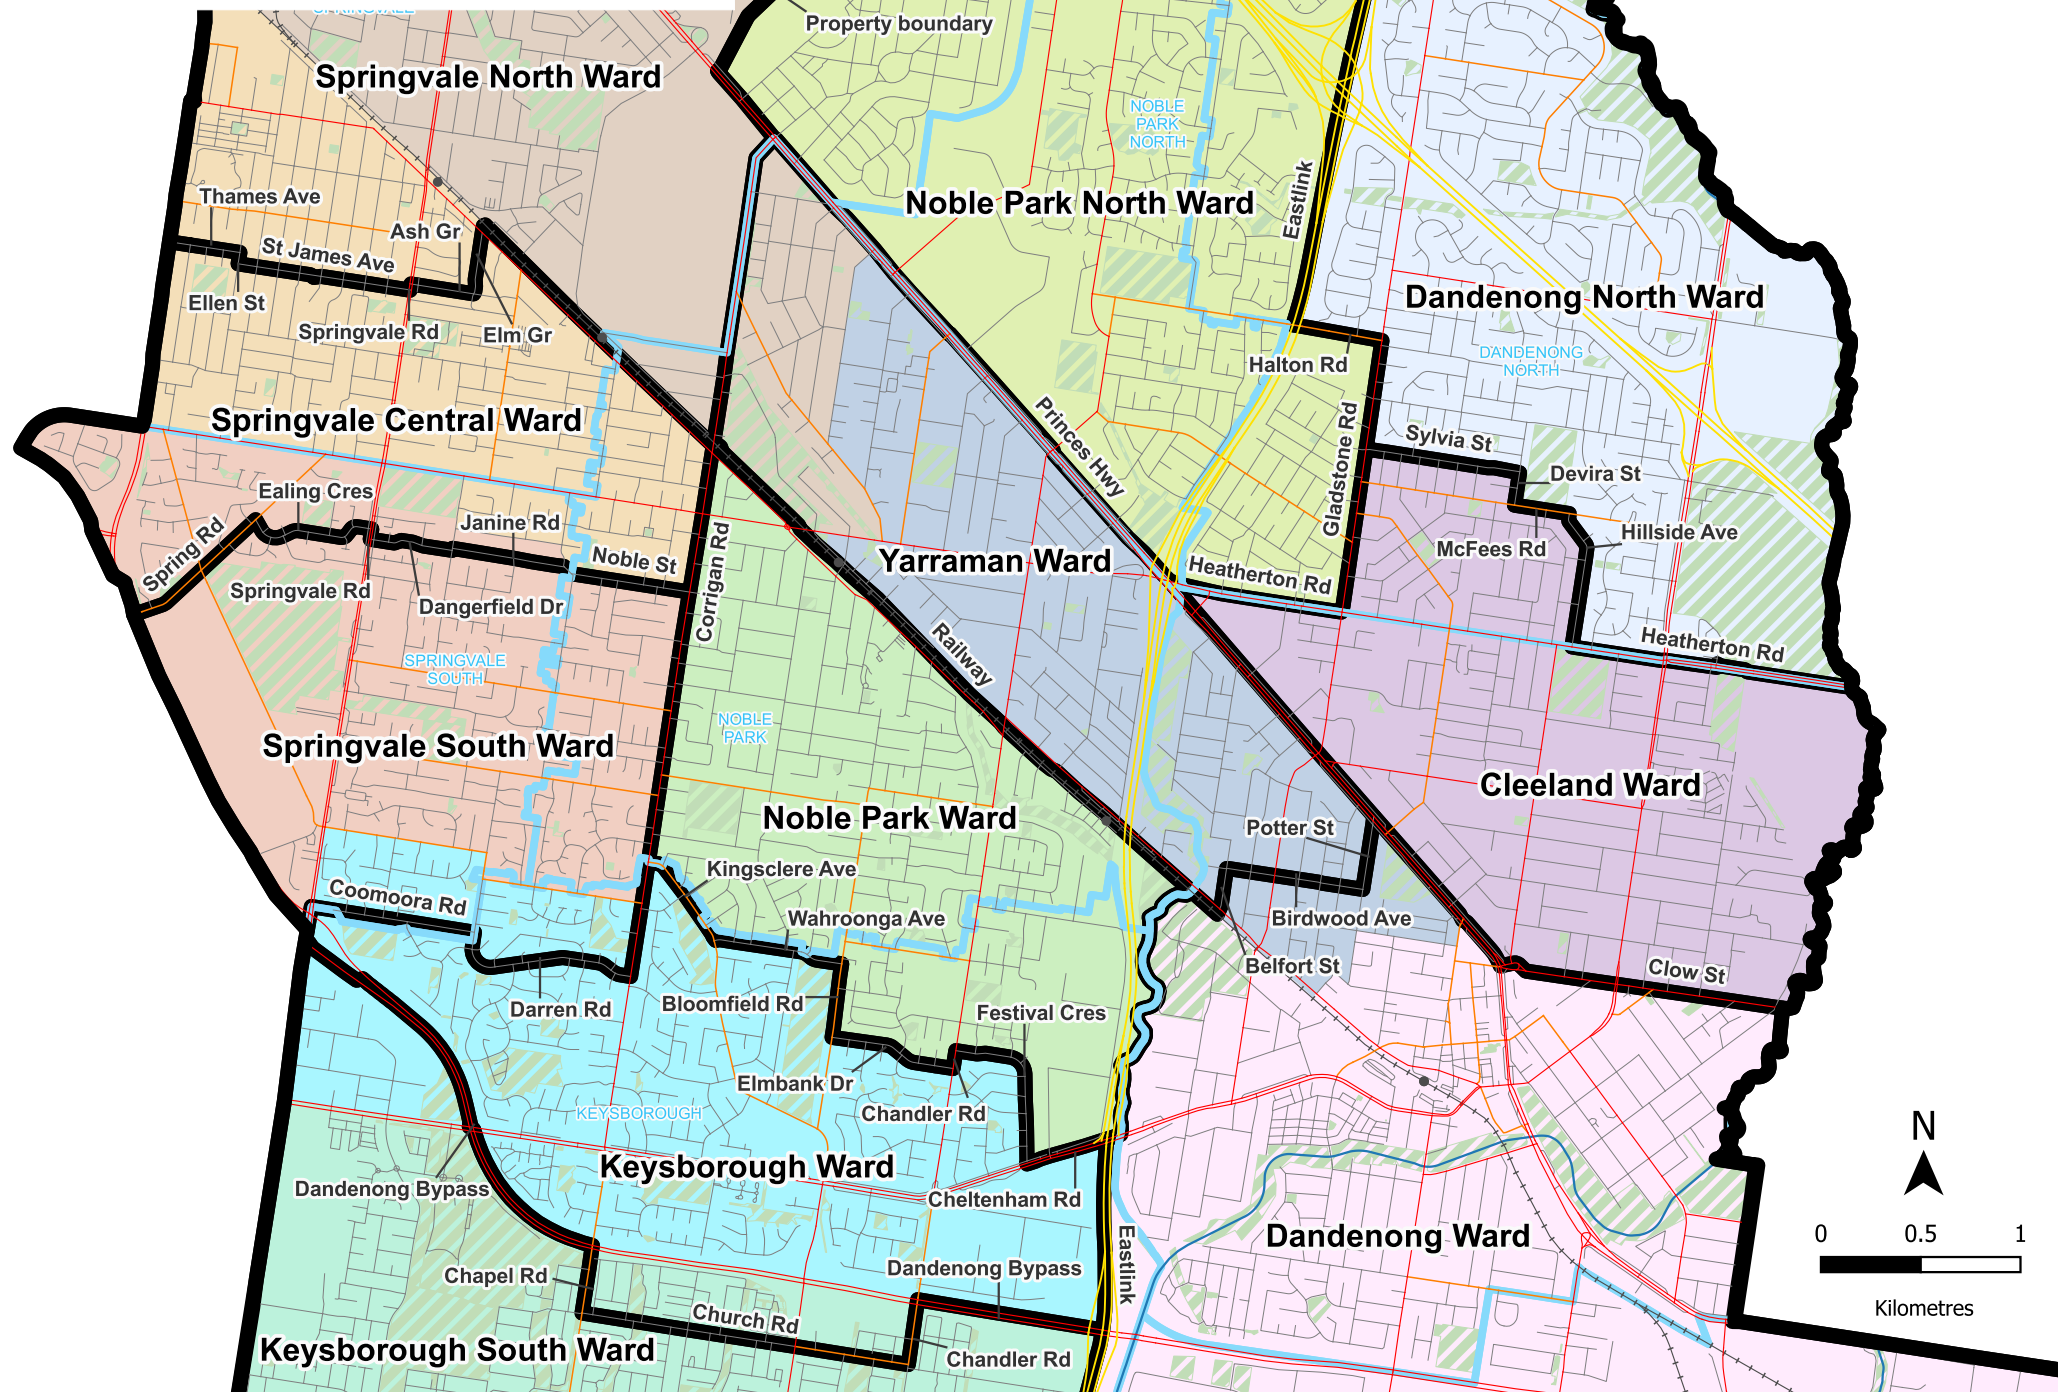 SPRINGVALE
Property boundary
Springvale North Ward
NOBLE
PARK
NORTH
Thames Ave
Noble Park North Ward
Eastlink
Ash Gr
St James Ave
Ellen St
Springvale Rd
Elm Gr
Dandenong North Ward
DANDENONG
NORTH
Halton Rd
Springvale Central Ward
Princes Hwy
Gladstone Rd
Sylvia St
Devira St
Ealing Cres
Janine Rd
Spring Rd
Noble St
Corrigan Rd
Yarraman Ward
Hillside Ave
McFees Rd
Heatherton Rd
Springvale Rd
Dangerfield Dr
Railway
Heatherton Rd
SPRINGVALE
SOUTH
NOBLE
PARK
Springvale South Ward
Cleeland Ward
Noble Park Ward
Potter St
Kingsclere Ave
Coomoora Rd
Wahroonga Ave
Birdwood Ave
Belfort St
Clow St
Darren Rd
Bloomfield Rd
Festival Cres
Elmbank Dr
Chandler Rd
KEYSBOROUGH
N
Keysborough Ward
Dandenong Bypass
Cheltenham Rd
Dandenong Ward
Eastlink
0 0.5 1
Kilometres
Chapel Rd
Dandenong Bypass
Church Rd
Keysborough South Ward
Chandler Rd